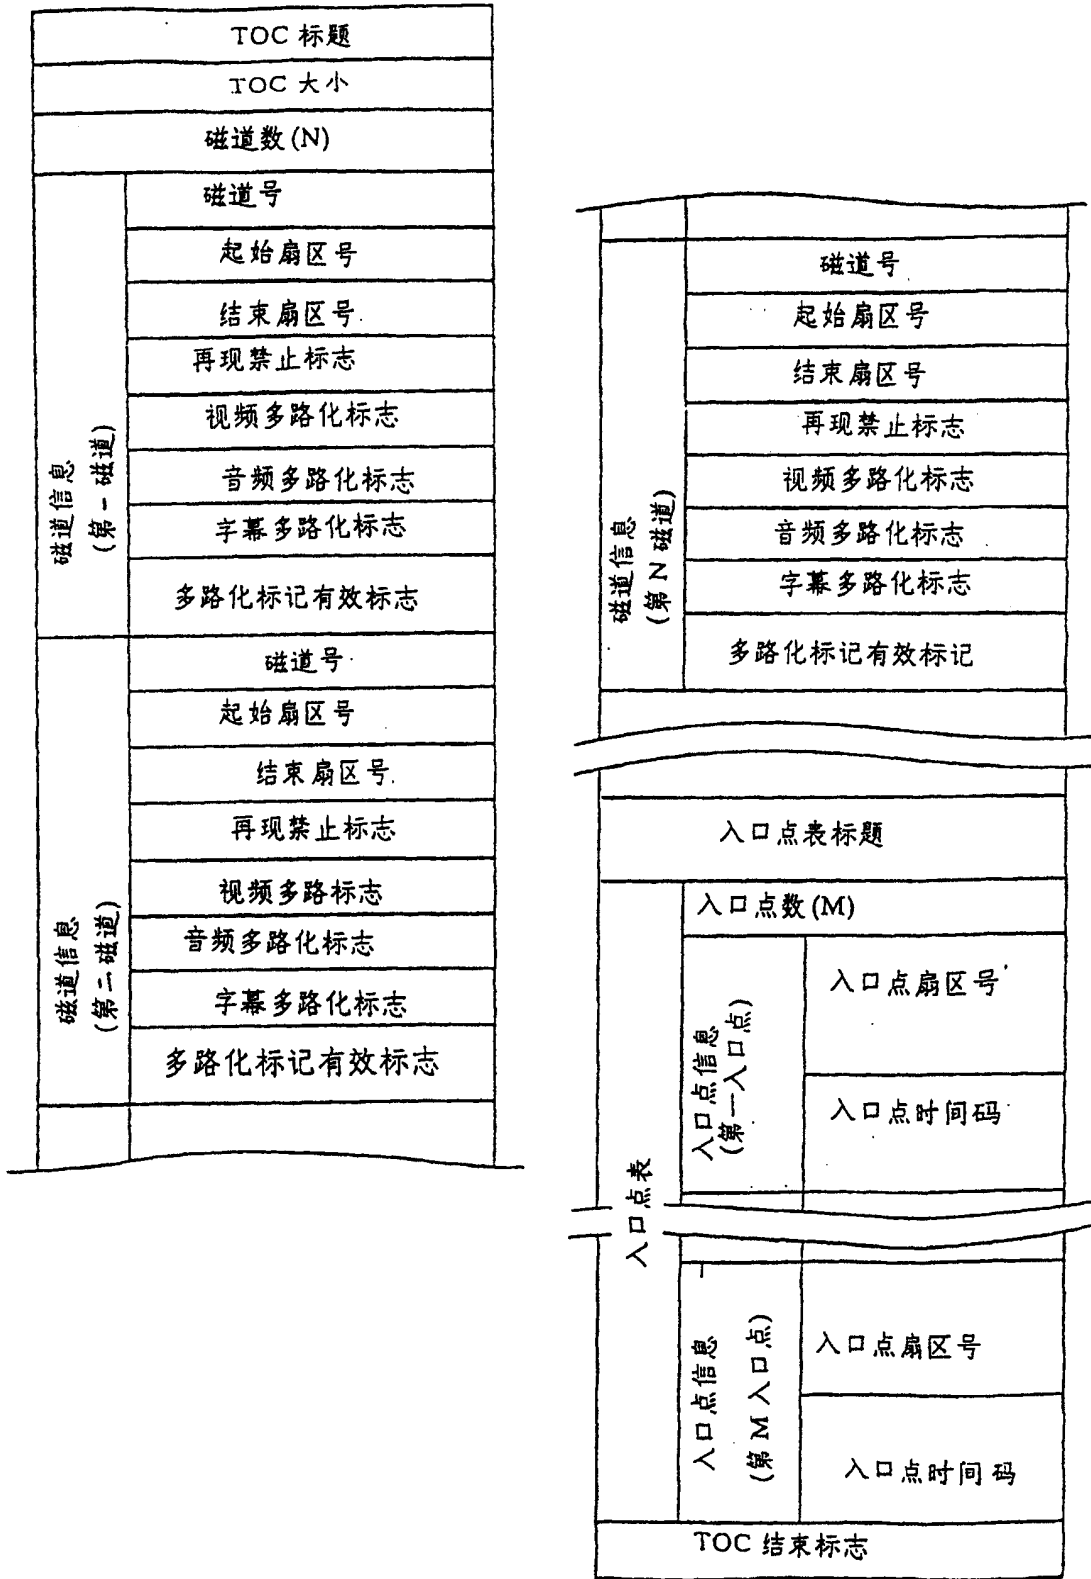 TOC 标题
TOC 大小
磁道数(N)
磁道信息
(第一磁道)
磁道号
起始扇区号
结束扇区号
再现禁止标志
视频多路化标志
音频多路化标志
字幕多路化标志
多路化标记有效标志
磁道信息
(第二磁道)
磁道号
起始扇区号
结束扇区号
再现禁止标志
视频多路标志
音频多路化标志
字幕多路化标志
多路化标记有效标志
磁道信息
(第N磁道)
磁道号
起始扇区号
结束扇区号
再现禁止标志
视频多路化标志
音频多路化标志
字幕多路化标志
多路化标记有效标记
入口点表标题
入口点表
入口点数(M)
入口点信息
(第一入口点)
入口点扇区号
入口点时间码
入口点信息
(第M入口点)
入口点扇区号
入口点时间码
TOC 结束标志